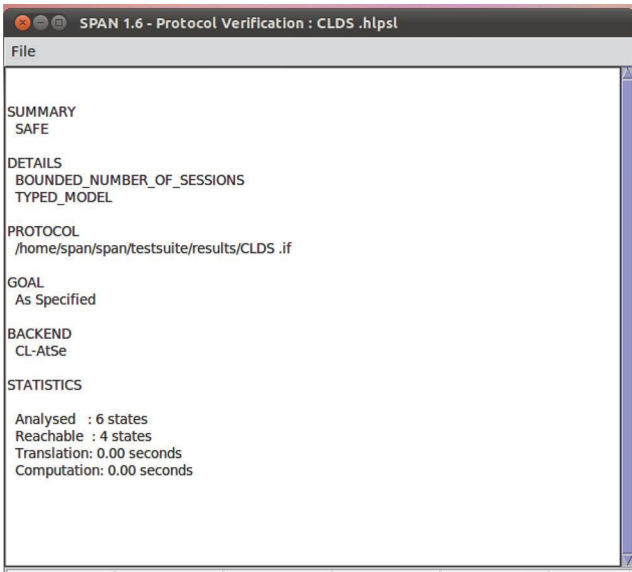 SPAN 1.6 - Protocol Verification : CLDS .hlpsl
File
SUMMARY
SAFE
DETAILS
BOUNDED_NUMBER_OF_SESSIONS
TYPED_MODEL
PROTOCOL
/home/span/span/testsuite/results/CLDS .if
GOAL
As Specified
BACKEND
CL-AtSe
STATISTICS
Analysed : 6 states
Reachable : 4 states
Translation: 0.00 seconds
Computation: 0.00 seconds